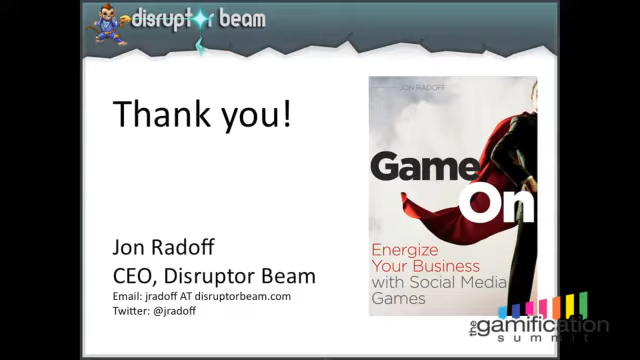 disruptor beam
Thank you!
JON RADOFF
Game
On
Energize
Your Business
with Social Media
Games
Jon Radoff
CEO, Disruptor Beam
Email: jradoff AT disruptorbeam.com
Twitter: @jradoff
the gamification
summit